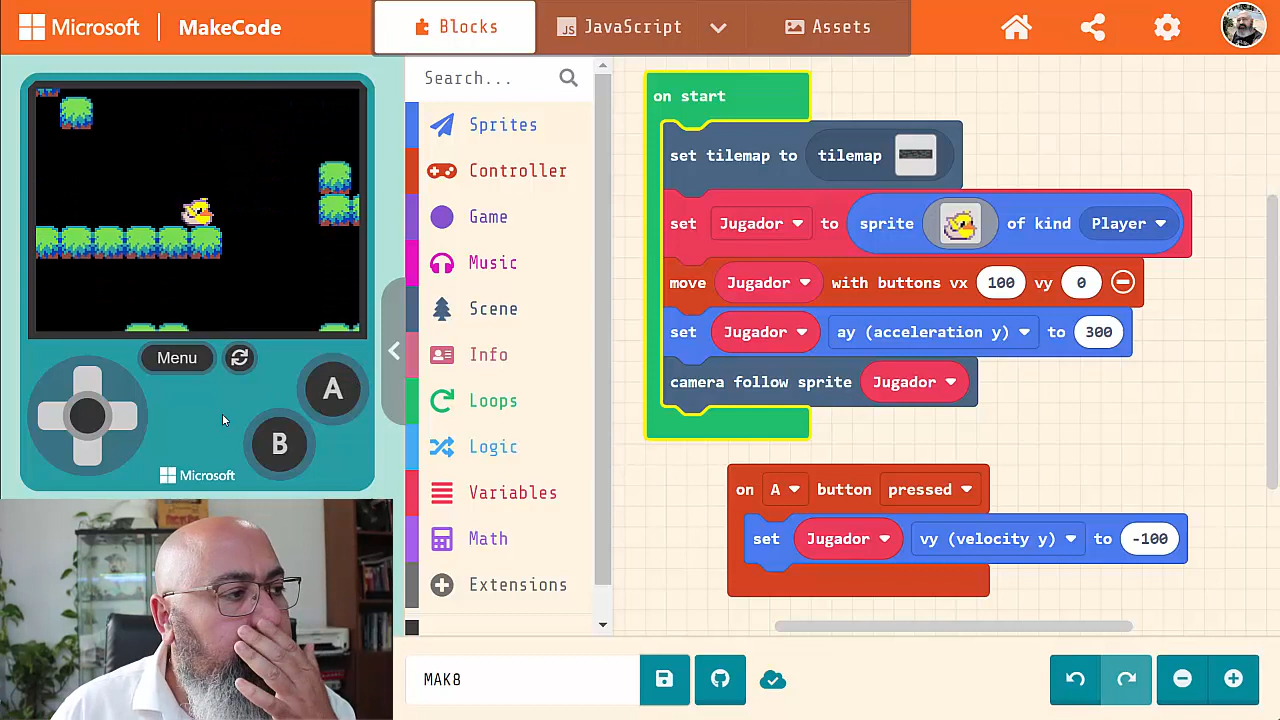 Microsoft
MakeCode
Blocks
JavaScript
Assets
Search...
Sprites
Controller
Game
Music
Scene
Info
Loops
Logic
Variables
Math
Extensions
Menu
A
B
Microsoft
on start
set tilemap to tilemap
set Jugador to sprite of kind Player
move Jugador with buttons vx 100 vy 0
set Jugador ay (acceleration y) to 300
camera follow sprite Jugador
on A button pressed
set Jugador vy (velocity y) to -100
MAK8